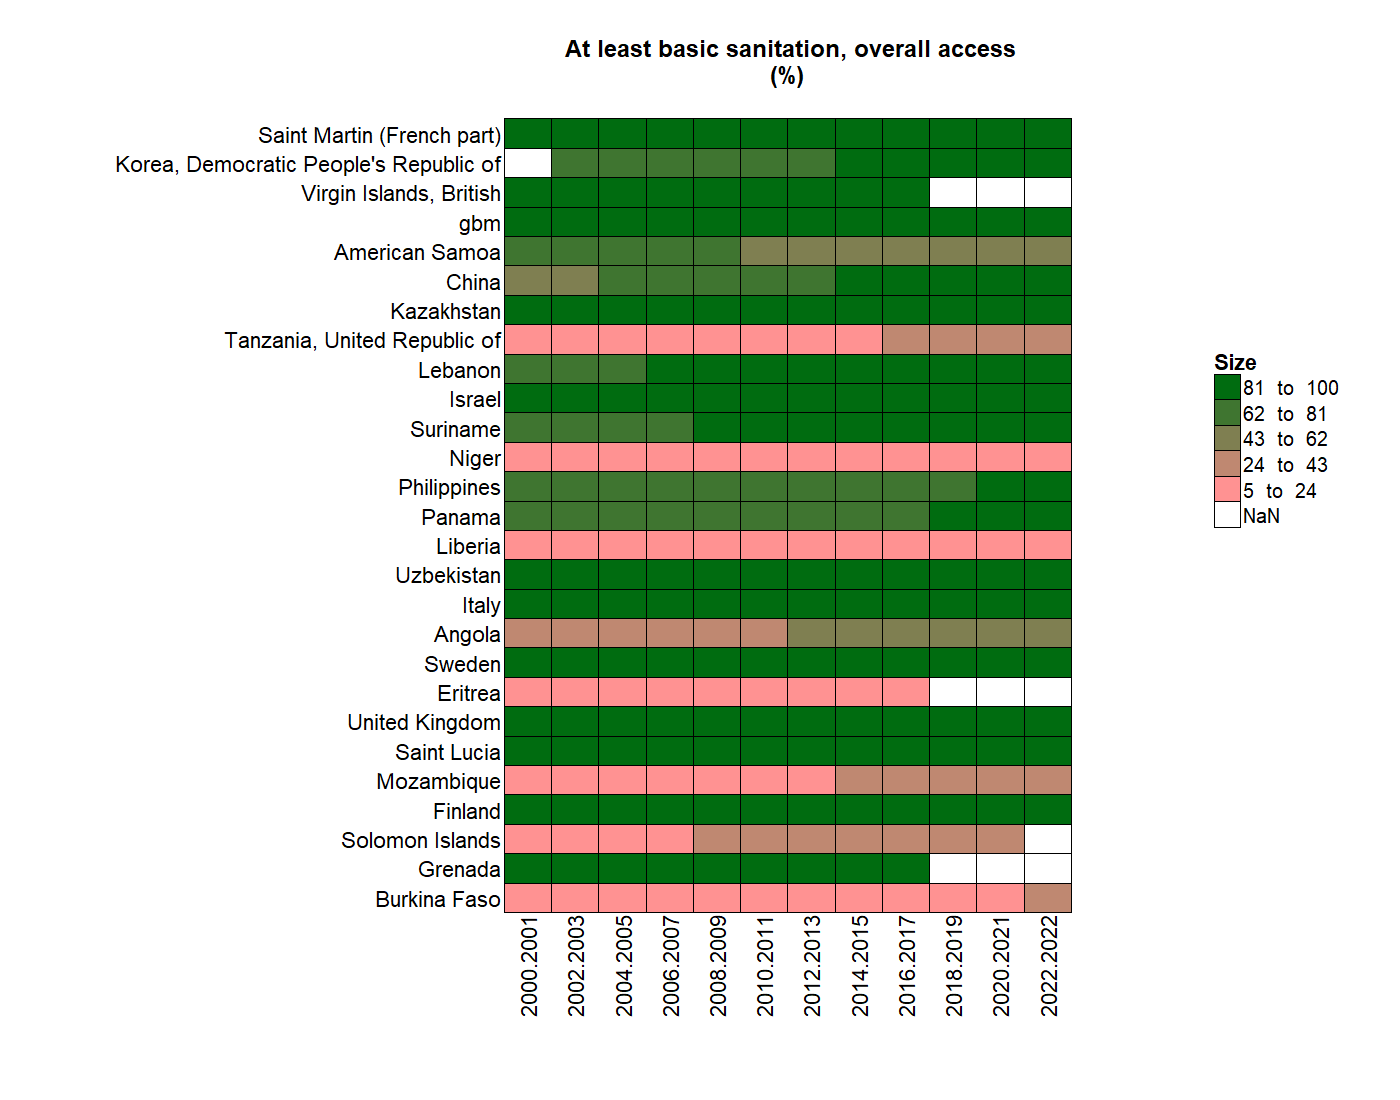 At least basic sanitation, overall access
(%)
Saint Martin (French part)
Korea, Democratic People's Republic of
Virgin Islands, British
gbm
American Samoa
China
Kazakhstan
Tanzania, United Republic of
Lebanon
Israel
Suriname
Niger
Philippines
Panama
Liberia
Uzbekistan
Italy
Angola
Sweden
Eritrea
United Kingdom
Saint Lucia
Mozambique
Finland
Solomon Islands
Grenada
Burkina Faso
2000.2001
2002.2003
2004.2005
2006.2007
2008.2009
2010.2011
2012.2013
2014.2015
2016.2017
2018.2019
2020.2021
2022.2022
Size
81 to 100
62 to 81
43 to 62
24 to 43
5 to 24
NaN